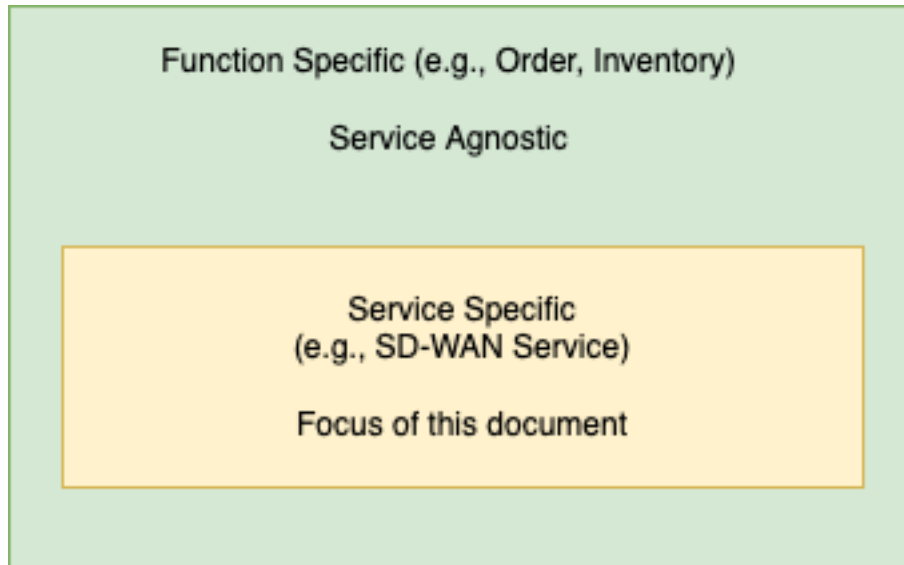 Function Specific (e.g., Order, Inventory)
Service Agnostic
Service Specific
(e.g., SD-WAN Service)
Focus of this document